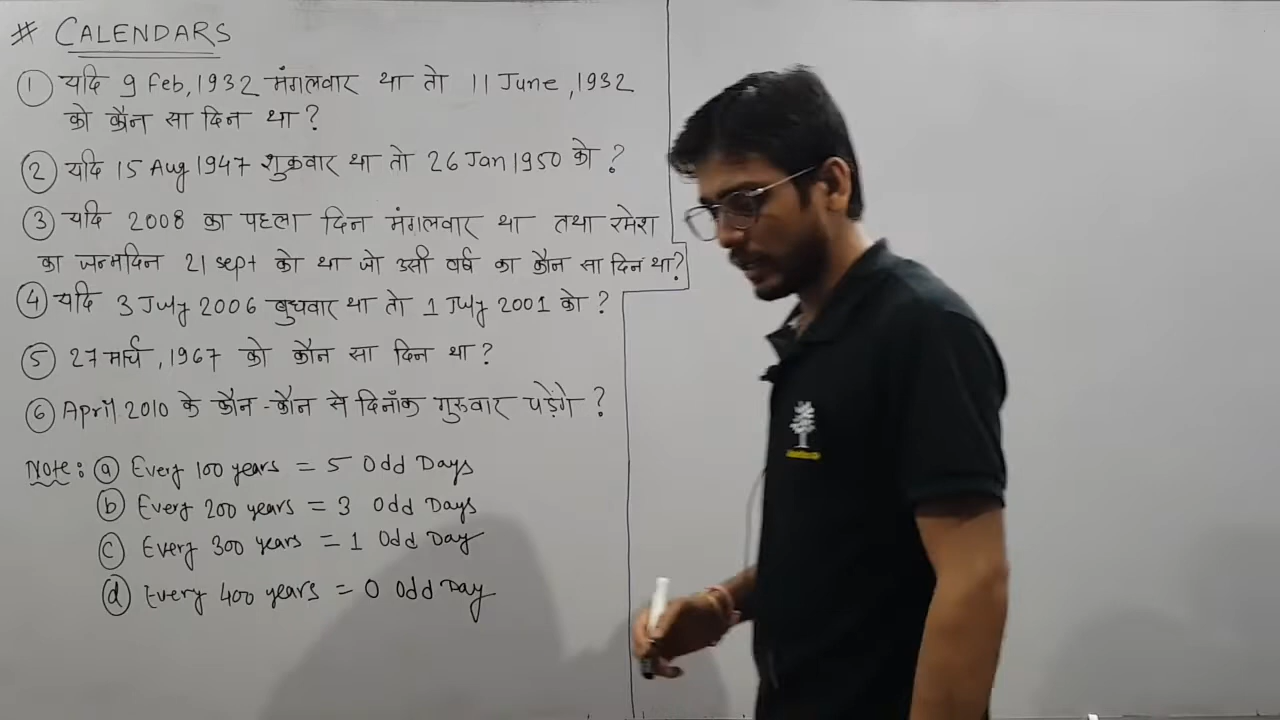 # CALENDARS
① यदि 9 Feb, 1932 मंगलवार था तो 11 June, 1932
को कौन सा दिन था ?
② यदि 15 Aug 1947 शुक्रवार था तो 26 Jan 1950 को ?
③ यदि 2008 का पहला दिन मंगलवार था तथा रमेश
का जन्मदिन 21 Sept को था जो उसी वर्ष का कौन सा दिन था?
④ यदि 3 July 2006 बुधवार था तो 1 July 2001 को ?
⑤ 27 मार्च, 1967 को कौन सा दिन था ?
⑥ April 2010 के कौन-कौन से दिनाँक गुरुवार पड़ेंगे ?
Note: ⓐ Every 100 years = 5 Odd Days
ⓑ Every 200 years = 3 Odd Days
ⓒ Every 300 years = 1 Odd Day
ⓓ Every 400 years = 0 Odd Day